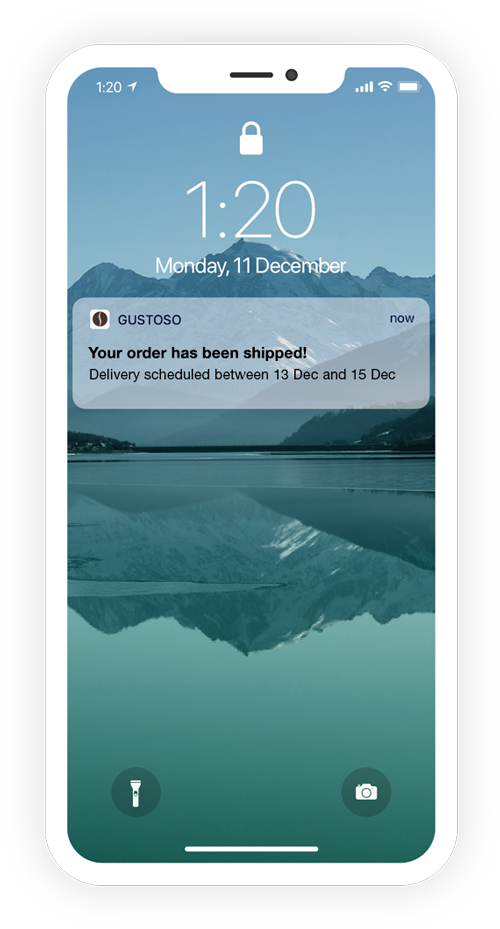 1:20
1:20
Monday, 11 December
GUSTOSO now
Your order has been shipped!
Delivery scheduled between 13 Dec and 15 Dec